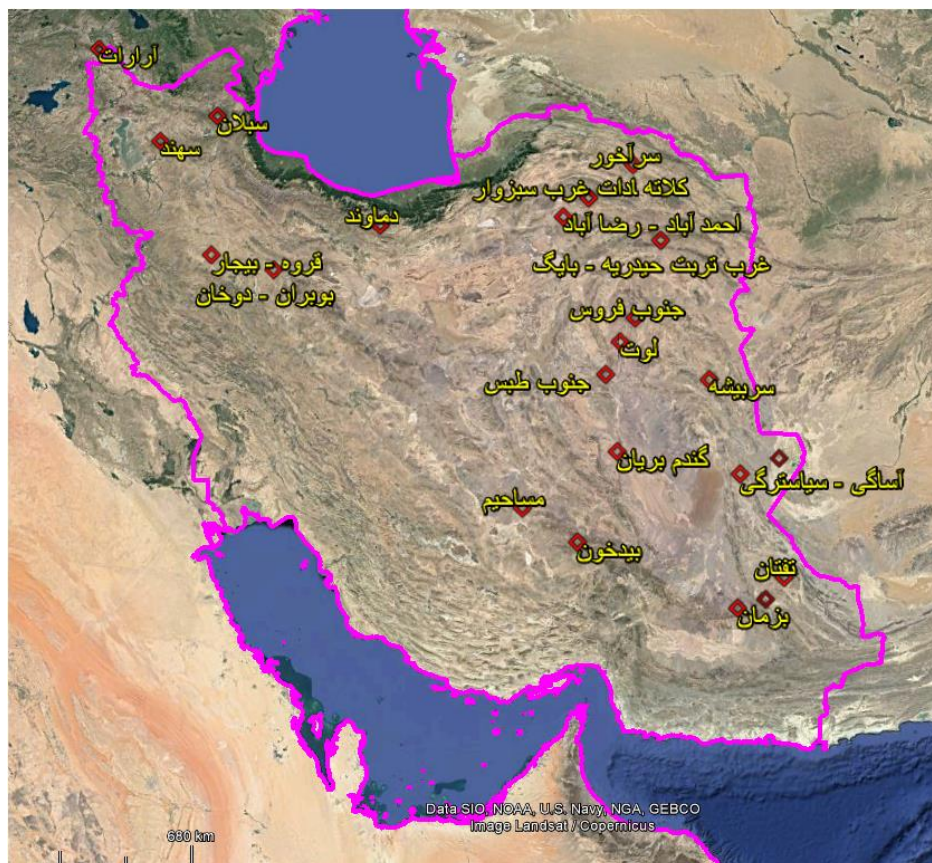 آرارات
سبلان
سهند
سرآخور
کلاته ادات غرب سبزوار
دماوند
احمد آباد - رضا آباد
قروه - بیجار
غرب تربت حیدریه - بایگ
بویران - دوخان
جنوب فروس
لوت
جنوب طبس
سربیشه
گندم بریان
آساگی - سیاسترگی
مساحیم
بیدخون
تفتان
بزمان
Data SIO, NOAA, U.S. Navy, NGA, GEBCO
Image Landsat / Copernicus
680 km